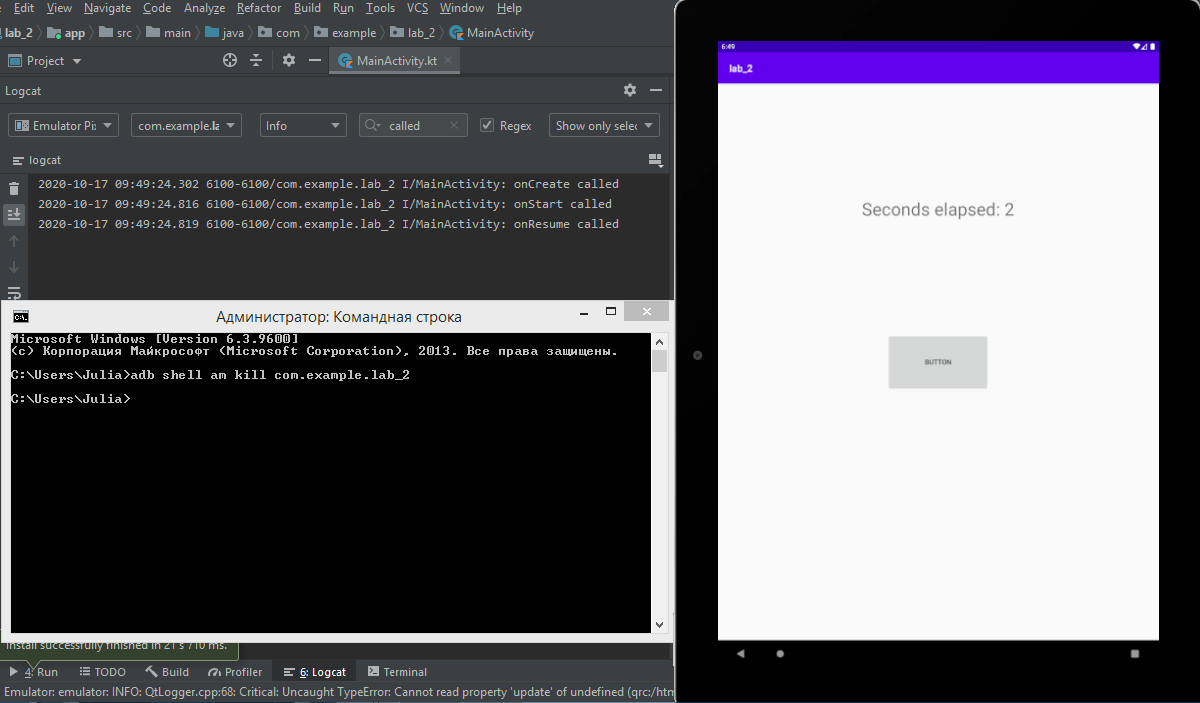 Edit View Navigate Code Analyze Refactor Build Run Tools VCS Window Help
lab_2 app src main java com example lab_2 MainActivity
Project MainActivity.kt
Logcat
Emulator Pi com.example.la Info called Regex Show only selec
logcat
2020-10-17 09:49:24.302 6100-6100/com.example.lab_2 I/MainActivity: onCreate called
2020-10-17 09:49:24.816 6100-6100/com.example.lab_2 I/MainActivity: onStart called
2020-10-17 09:49:24.819 6100-6100/com.example.lab_2 I/MainActivity: onResume called
Администратор: Командная строка
Microsoft Windows [Version 6.3.9600]
(c) Корпорация Майкрософт (Microsoft Corporation), 2013. Все права защищены.
C:\Users\Julia>adb shell am kill com.example.lab_2
C:\Users\Julia>
Install successfully finished in 21 s 710 ms.
4: Run TODO Build Profiler 6: Logcat Terminal
Emulator: emulator: INFO: QtLogger.cpp:68: Critical: Uncaught TypeError: Cannot read property 'update' of undefined (qrc:/htm
6:49
lab_2
Seconds elapsed: 2
BUTTON